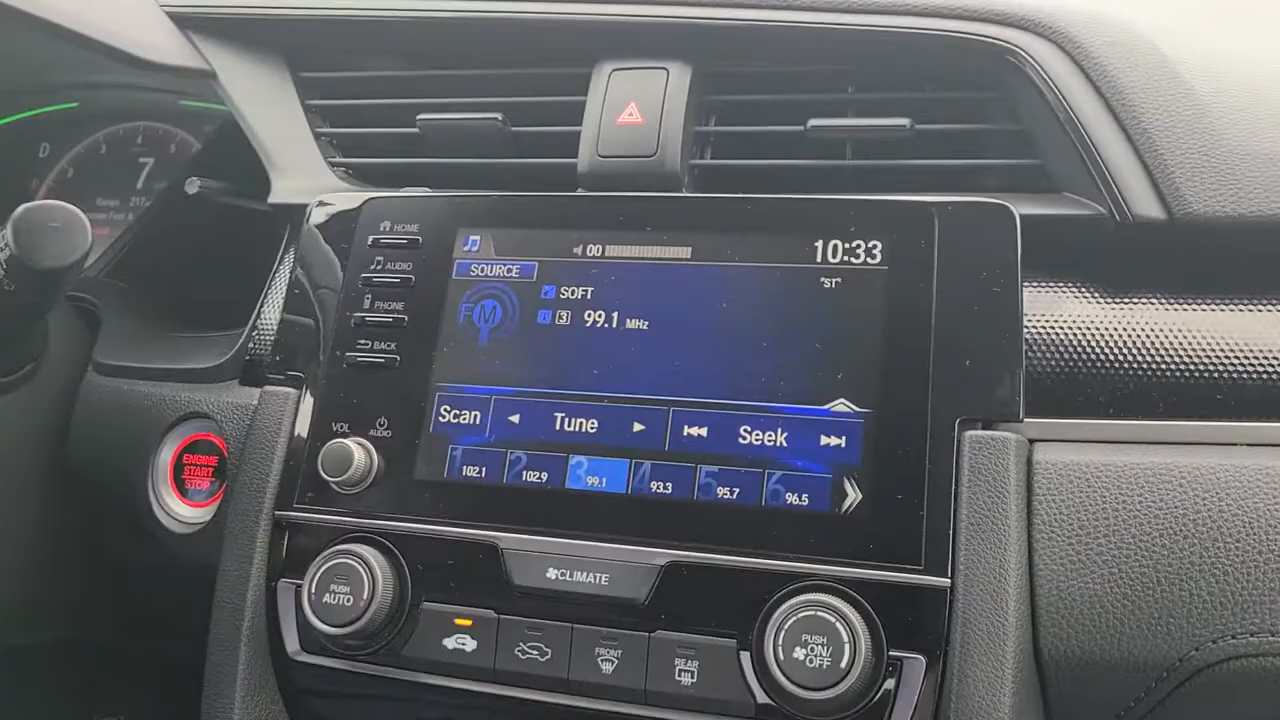 D
7
Range 217
HOME
AUDIO
PHONE
BACK
VOL
AUDIO
00
10:33
SOURCE
"ST"
FM
SOFT
3
99.1 MHz
Scan
Tune
Seek
1 102.1
2 102.9
3 99.1
4 93.3
5 95.7
6 96.5
ENGINE
START
STOP
CLIMATE
PUSH
AUTO
FRONT
REAR
PUSH
ON/
OFF